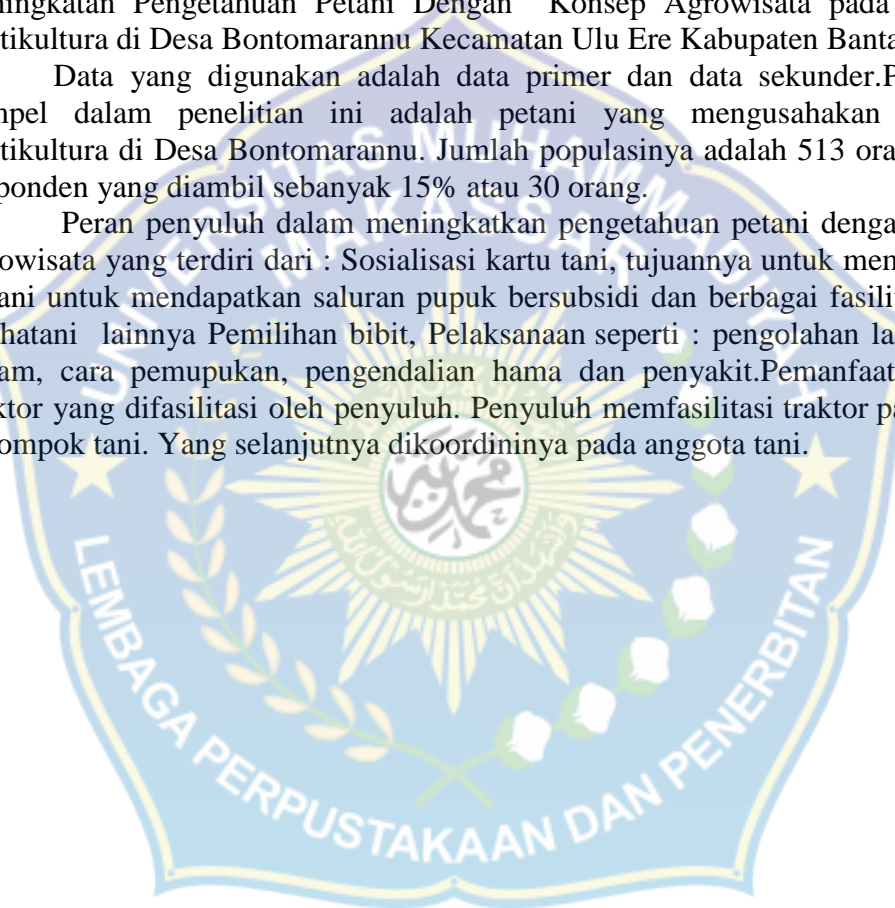 ningkatan Pengetahuan Petani Dengan Konsep Agrowisata pada
tikultura di Desa Bontomarannu Kecamatan Ulu Ere Kabupaten Banta
Data yang digunakan adalah data primer dan data sekunder.P
npel dalam penelitian ini adalah petani yang mengusahakan
tikultura di Desa Bontomarannu. Jumlah populasinya adalah 513 ora
ponden yang diambil sebanyak 15% atau 30 orang.
Peran penyuluh dalam meningkatkan pengetahuan petani denga
owisata yang terdiri dari : Sosialisasi kartu tani, tujuannya untuk men
ani untuk mendapatkan saluran pupuk bersubsidi dan berbagai fasili
hatani lainnya Pemilihan bibit, Pelaksanaan seperti : pengolahan la
am, cara pemupukan, pengendalian hama dan penyakit.Pemanfaat
ktor yang difasilitasi oleh penyuluh. Penyuluh memfasilitasi traktor pa
ompok tani. Yang selanjutnya dikoordininya pada anggota tani.
UNIVERSITAS MUHAMMADIYAH
MAKASSAR
LEMBAGA PERPUSTAKAAN DAN PENERBITAN